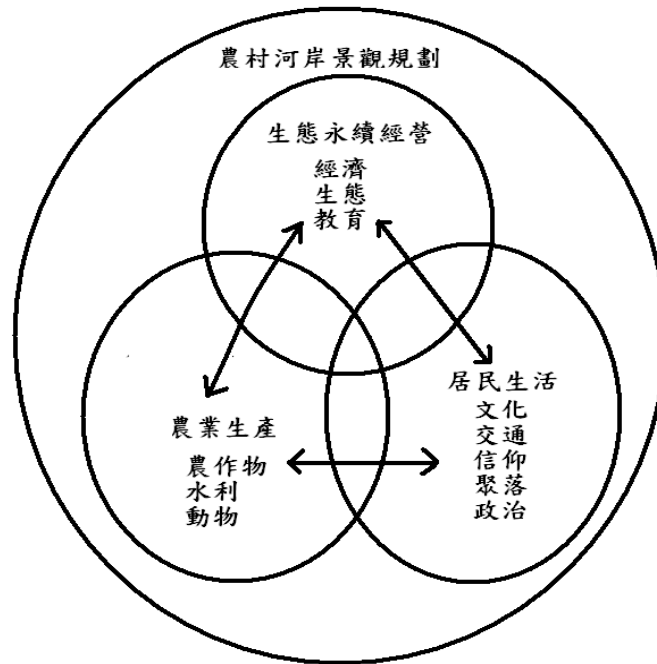 農村河岸景觀規劃
生態永續經營
經濟
生態
教育
農業生產
農作物
水利
動物
居民生活
文化
交通
信仰
聚落
政治